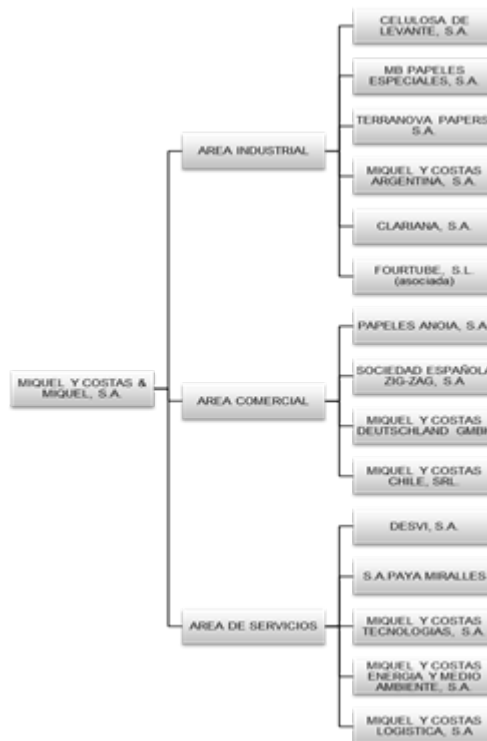 CELULOSA DE
LEVANTE, S.A.
MB PAPELES
ESPECIALES, S.A.
TERRANOVA PAPERS
S.A.
AREA INDUSTRIAL
MIQUEL Y COSTAS
ARGENTINA, S.A.
CLARIANA, S.A.
FOURTUBE, S.L.
(asociada)
PAPELES ANOIA, S.A
SOCIEDAD ESPAÑOLA
ZIG-ZAG, S.A
MIQUEL Y COSTAS &
MIQUEL, S.A.
AREA COMERCIAL
MIQUEL Y COSTAS
DEUTSCHLAND GMBH
MIQUEL Y COSTAS
CHILE, SRL.
DESVI, S.A.
S.A.PAYA MIRALLES
AREA DE SERVICIOS
MIQUEL Y COSTAS
TECNOLOGIAS, S.A.
MIQUEL Y COSTAS
ENERGIA Y MEDIO
AMBIENTE, S.A.
MIQUEL Y COSTAS
LOGISTICA, S.A